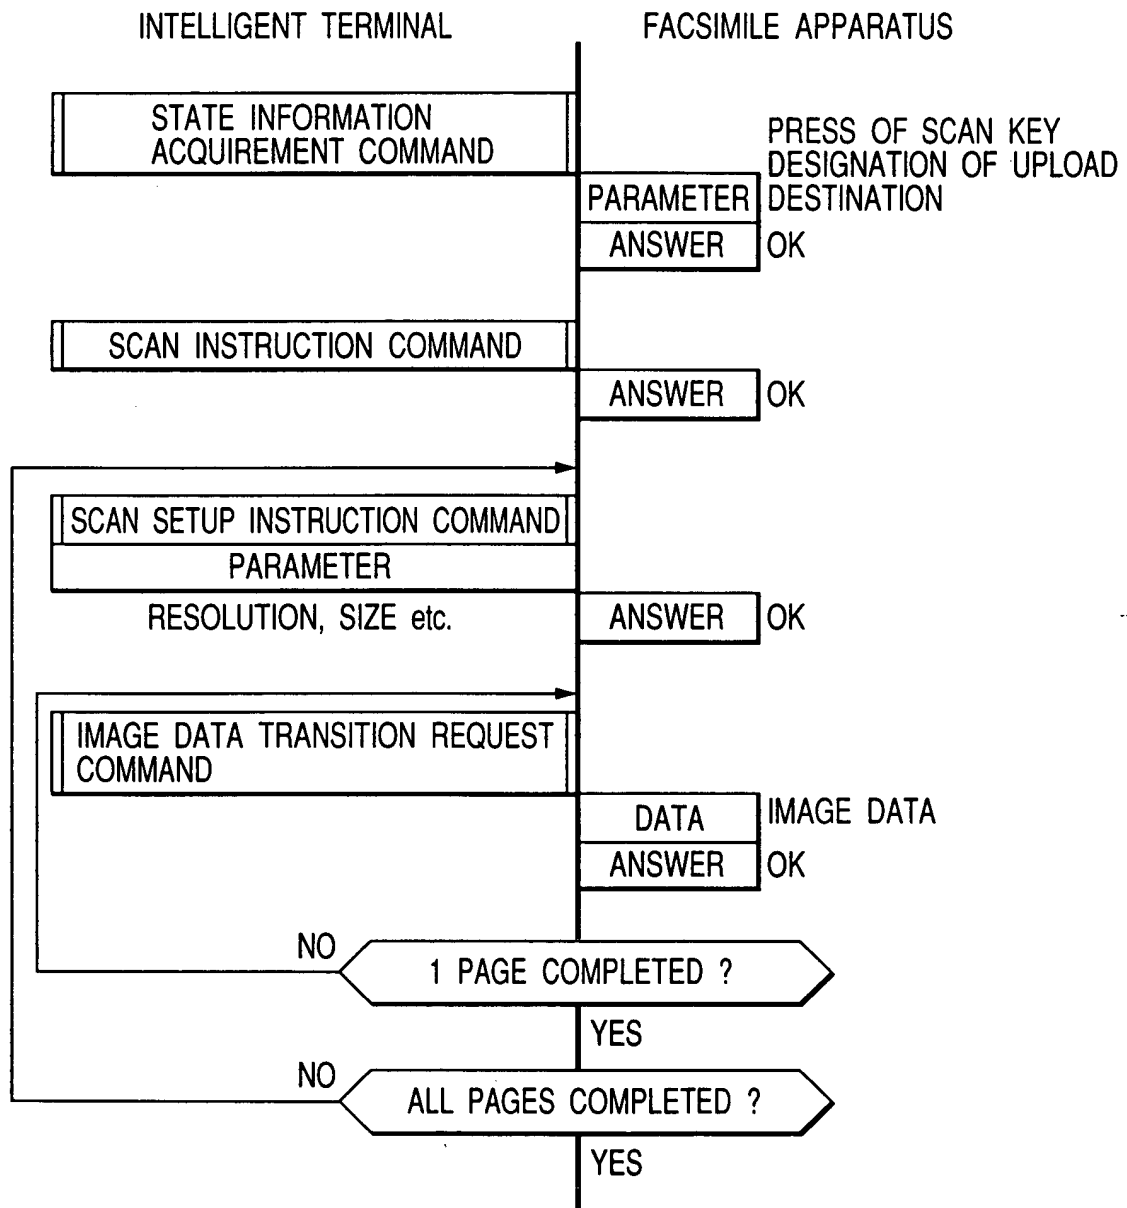 INTELLIGENT TERMINAL
FACSIMILE APPARATUS
STATE INFORMATION
ACQUIREMENT COMMAND
PRESS OF SCAN KEY
DESIGNATION OF UPLOAD
DESTINATION
PARAMETER
ANSWER
OK
SCAN INSTRUCTION COMMAND
ANSWER
OK
SCAN SETUP INSTRUCTION COMMAND
PARAMETER
RESOLUTION, SIZE etc.
ANSWER
OK
IMAGE DATA TRANSITION REQUEST
COMMAND
DATA
IMAGE DATA
ANSWER
OK
NO
1 PAGE COMPLETED ?
YES
NO
ALL PAGES COMPLETED ?
YES